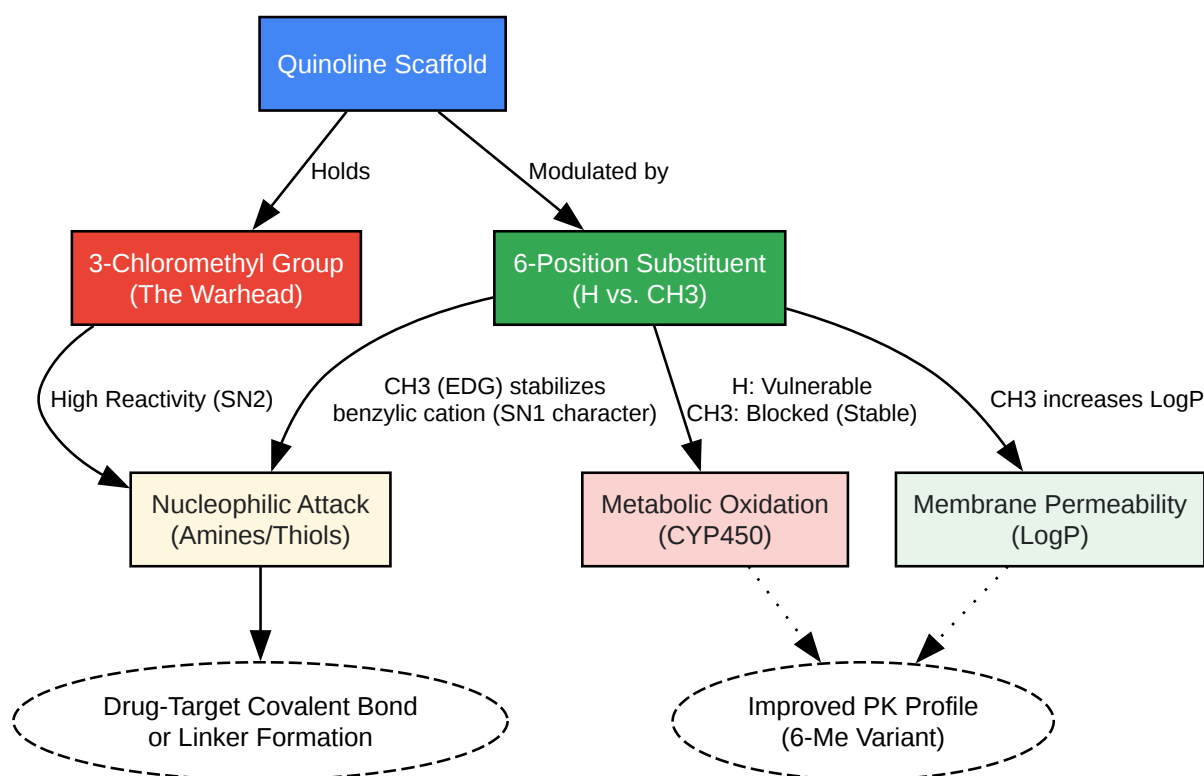 Quinoline Scaffold
Holds
Modulated by
3-Chloromethyl Group
(The Warhead)
6-Position Substituent
(H vs. CH3)
High Reactivity (SN2)
CH3 (EDG) stabilizes
benzylic cation (SN1 character)
H: Vulnerable
CH3: Blocked (Stable)
CH3 increases LogP
Nucleophilic Attack
(Amines/Thiols)
Metabolic Oxidation
(CYP450)
Membrane Permeability
(LogP)
Drug-Target Covalent Bond
or Linker Formation
Improved PK Profile
(6-Me Variant)